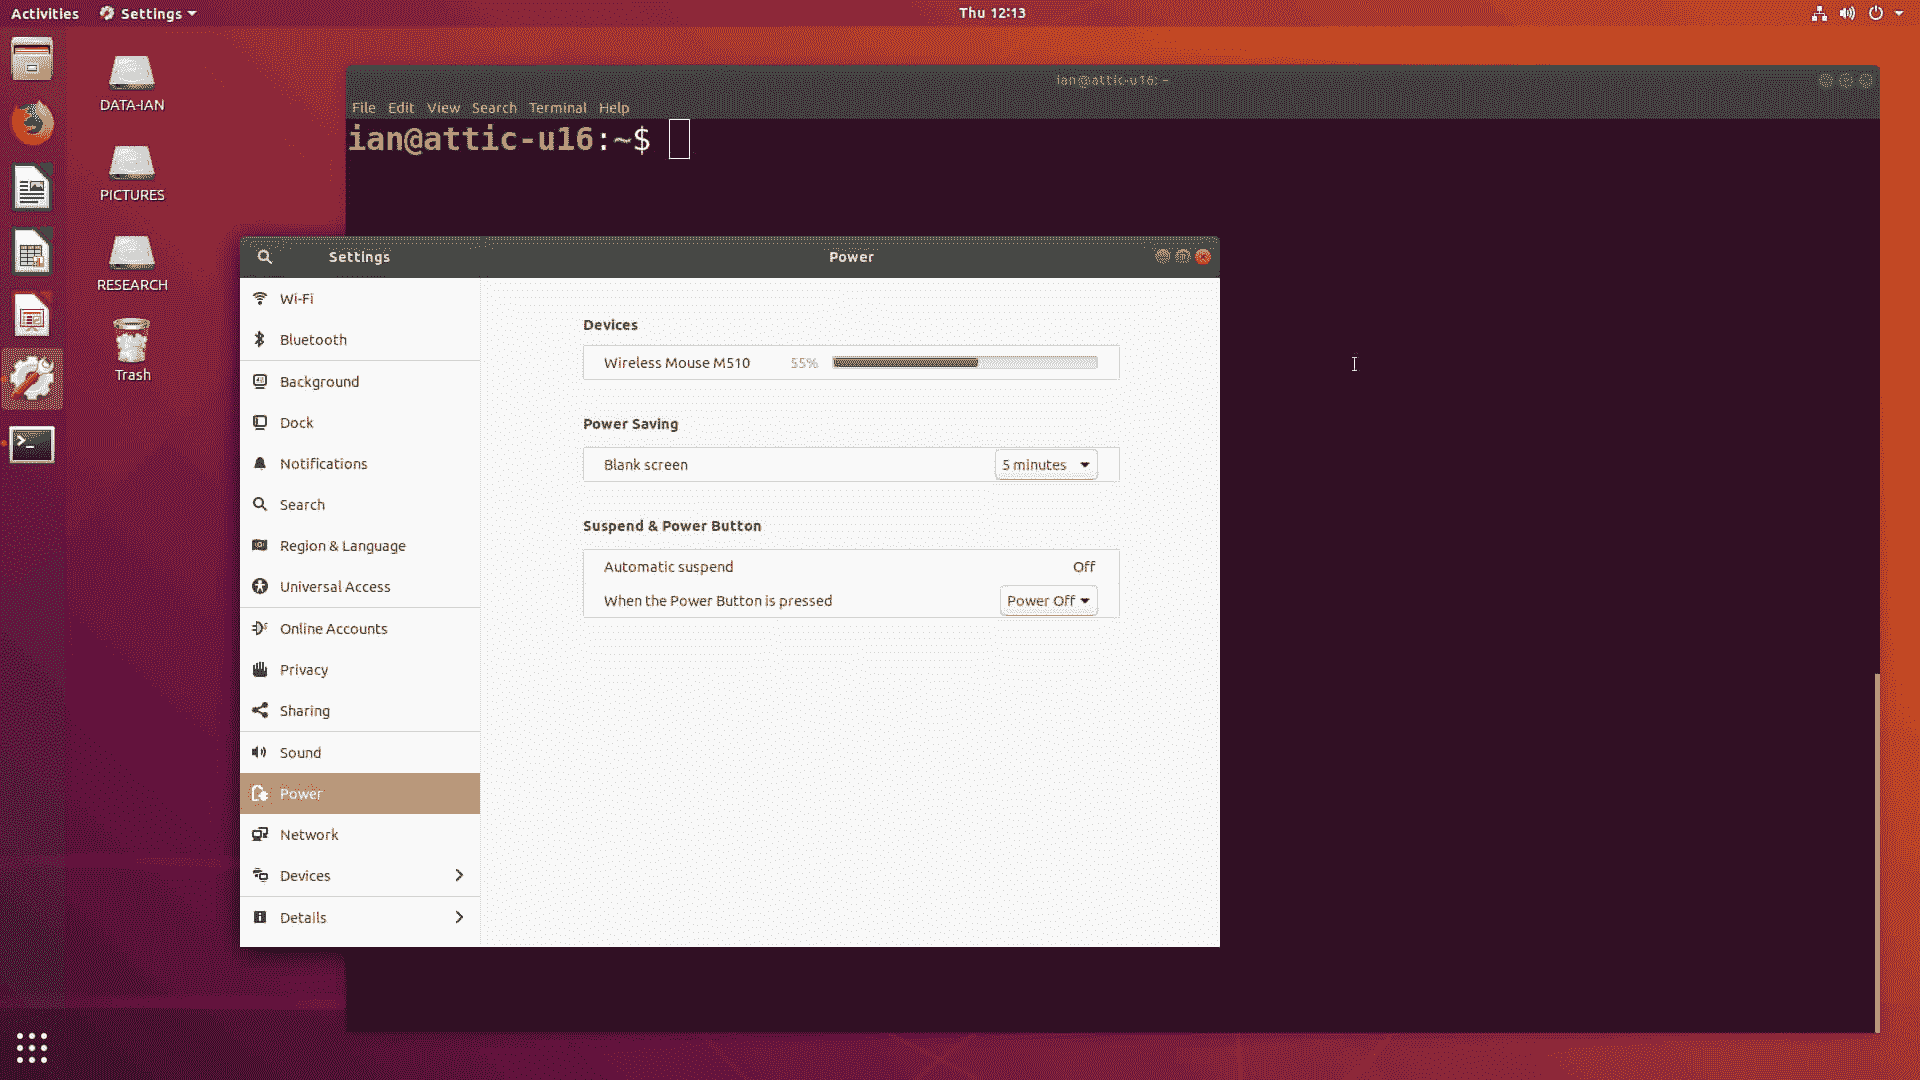 Activities Settings Thu 12:13
DATA-IAN
PICTURES
RESEARCH
Trash
ian@attic-u16: ~
File Edit View Search Terminal Help
ian@attic-u16:~$
Settings Power
Wi-Fi
Bluetooth
Background
Dock
Notifications
Search
Region & Language
Universal Access
Online Accounts
Privacy
Sharing
Sound
Power
Network
Devices
Details
Devices
Wireless Mouse M510 55%
Power Saving
Blank screen 5 minutes
Suspend & Power Button
Automatic suspend Off
When the Power Button is pressed Power Off